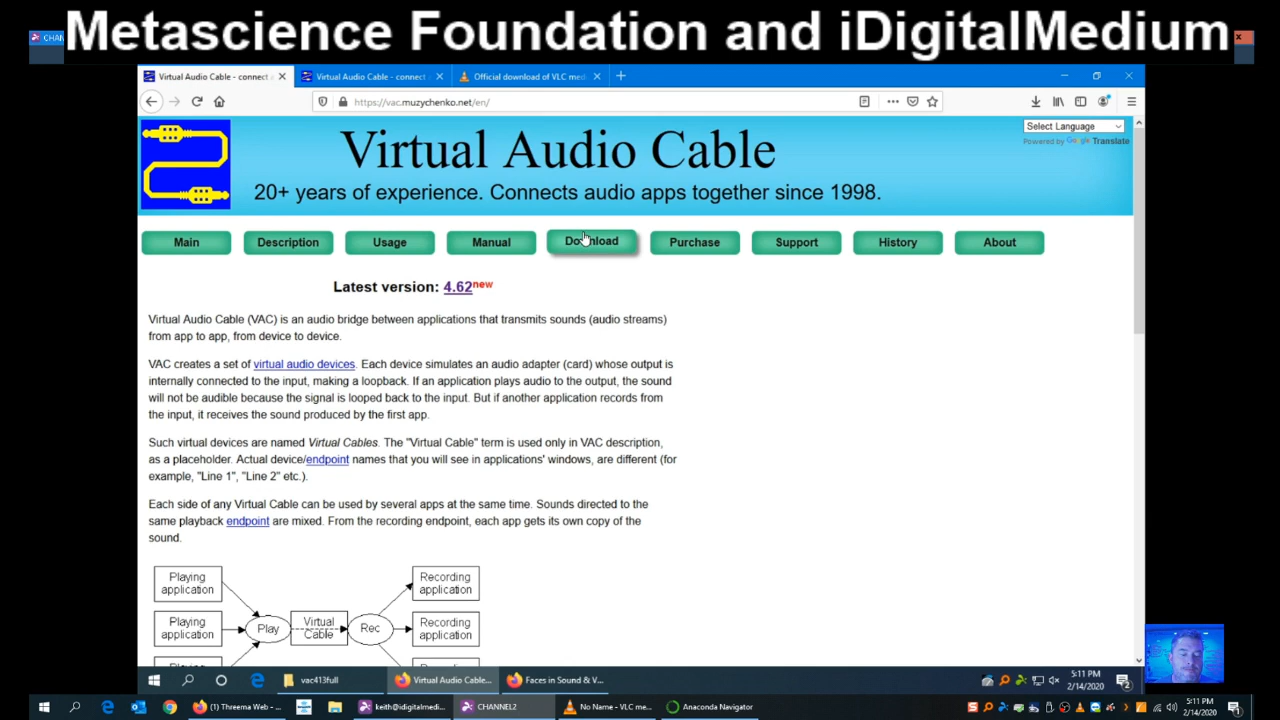 Metascience Foundation and iDigitalMedium
CHAN
Virtual Audio Cable - connect a
Virtual Audio Cable - connect
Official download of VLC med
https://vac.muzychenko.net/en/
Select Language
Powered by Google Translate
Virtual Audio Cable
20+ years of experience. Connects audio apps together since 1998.
Main
Description
Usage
Manual
Download
Purchase
Support
History
About
Latest version: 4.62new
Virtual Audio Cable (VAC) is an audio bridge between applications that transmits sounds (audio streams)
from app to app, from device to device.
VAC creates a set of virtual audio devices. Each device simulates an audio adapter (card) whose output is
internally connected to the input, making a loopback. If an application plays audio to the output, the sound
will not be audible because the signal is looped back to the input. But if another application records from
the input, it receives the sound produced by the first app.
Such virtual devices are named Virtual Cables. The "Virtual Cable" term is used only in VAC description,
as a placeholder. Actual device/endpoint names that you will see in applications' windows, are different (for
example, "Line 1", "Line 2" etc.).
Each side of any Virtual Cable can be used by several apps at the same time. Sounds directed to the
same playback endpoint are mixed. From the recording endpoint, each app gets its own copy of the
sound.
Playing
application
Recording
application
Playing
application
Play
Virtual
Cable
Rec
Recording
application
Playing
vac413full
Virtual Audio Cable...
Faces in Sound & V...
5:11 PM
2/14/2020
(1) Threema Web - ...
keith@idigitalmedi...
CHANNEL2
No Name - VLC me...
Anaconda Navigator
5:11 PM
2/14/2020